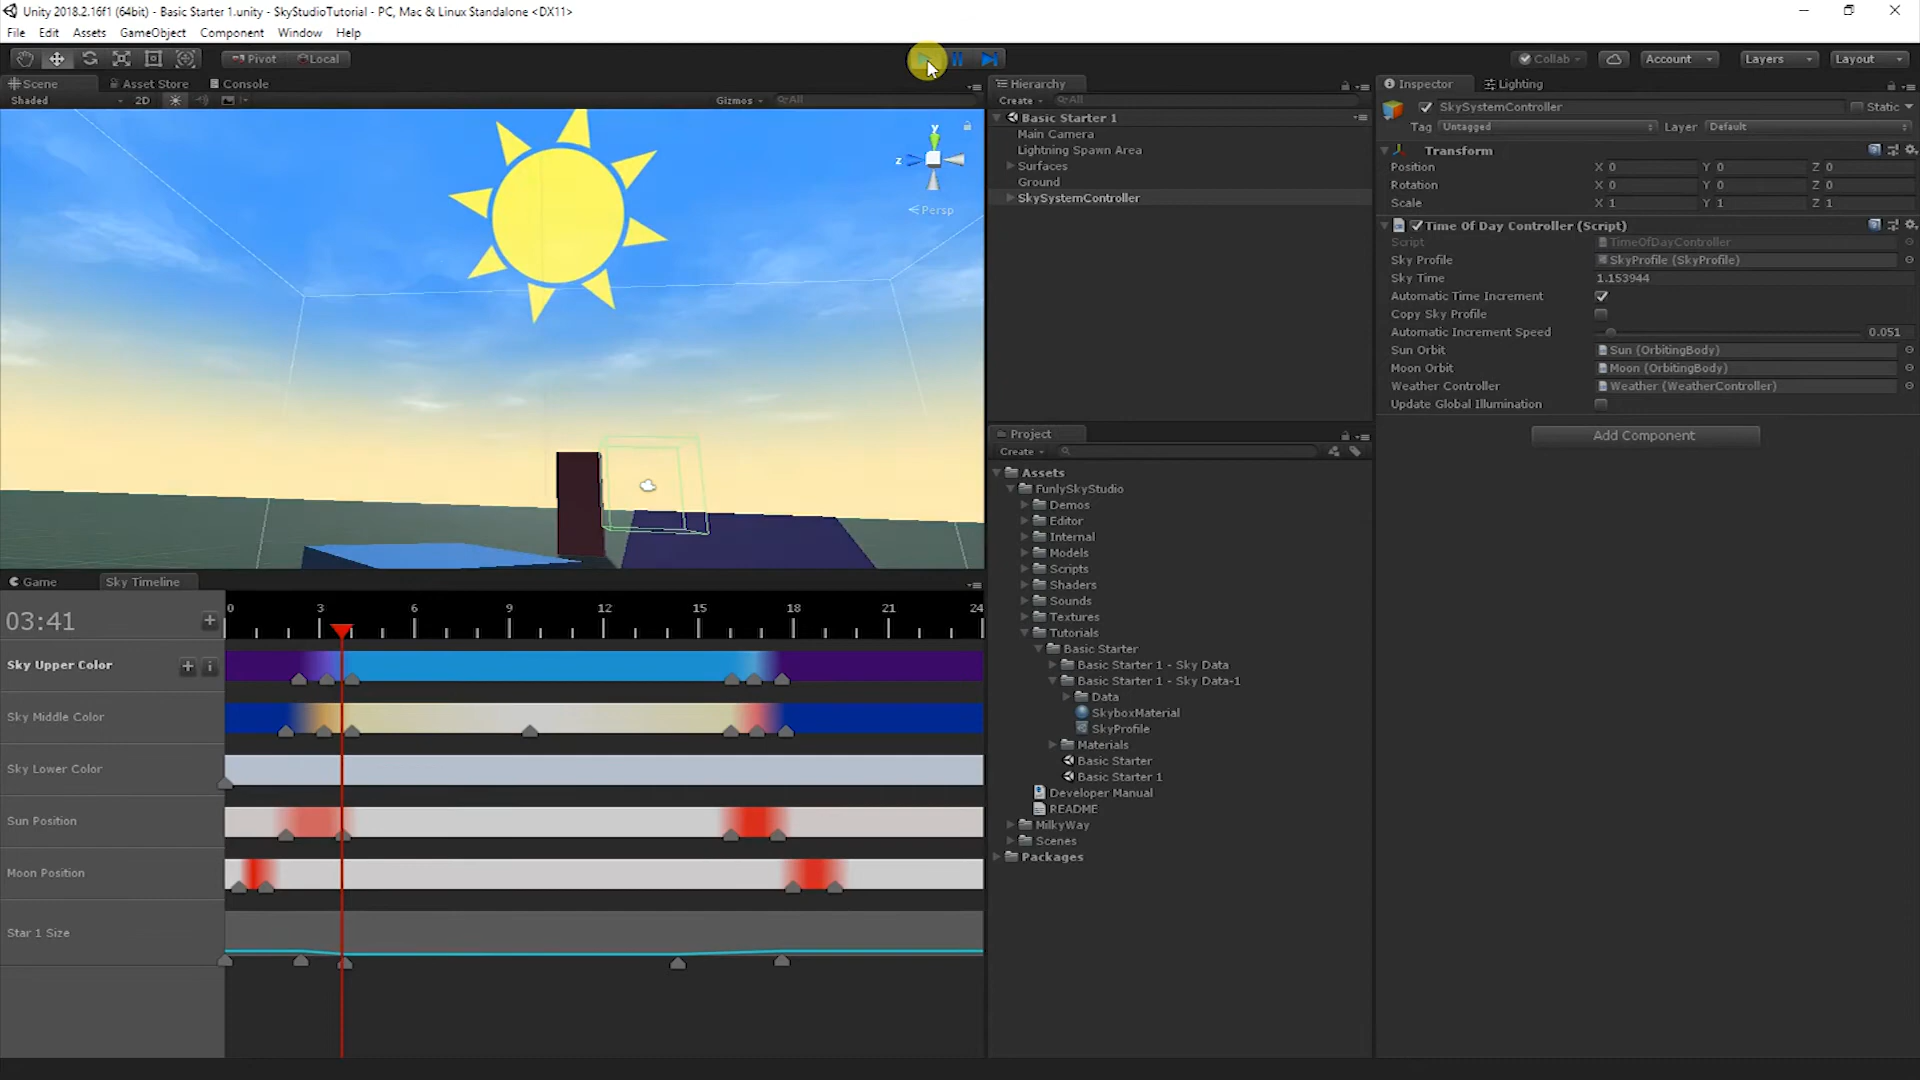 Unity 2018.2.16f1 (64bit) - Basic Starter 1.unity - SkyStudioTutorial - PC, Mac & Linux Standalone <DX11>
File Edit Assets GameObject Component Window Help
Pivot Local Collab Account Layers Layout
Scene Asset Store Console
Shaded 2D Gizmos All
y
z
Persp
Hierarchy
Create All
Basic Starter 1
Main Camera
Lightning Spawn Area
Surfaces
Ground
SkySystemController
Inspector Lighting
SkySystemController Static
Tag Untagged Layer Default
Transform
Position X 0 Y 0 Z 0
Rotation X 0 Y 0 Z 0
Scale X 1 Y 1 Z 1
Time Of Day Controller (Script)
Script TimeOfDayController
Sky Profile SkyProfile (SkyProfile)
Sky Time 1.153944
Automatic Time Increment
Copy Sky Profile
Automatic Increment Speed 0.051
Sun Orbit Sun (OrbitingBody)
Moon Orbit Moon (OrbitingBody)
Weather Controller Weather (WeatherController)
Update Global Illumination
Add Component
Project
Create
Assets
FunlySkyStudio
Demos
Editor
Internal
Models
Scripts
Shaders
Sounds
Textures
Tutorials
Basic Starter
Basic Starter 1 - Sky Data
Basic Starter 1 - Sky Data-1
Data
SkyboxMaterial
SkyProfile
Materials
Basic Starter
Basic Starter 1
Developer Manual
README
MilkyWay
Scenes
Packages
Game Sky Timeline
03:41
0 3 6 9 12 15 18 21 24
Sky Upper Color
Sky Middle Color
Sky Lower Color
Sun Position
Moon Position
Star 1 Size